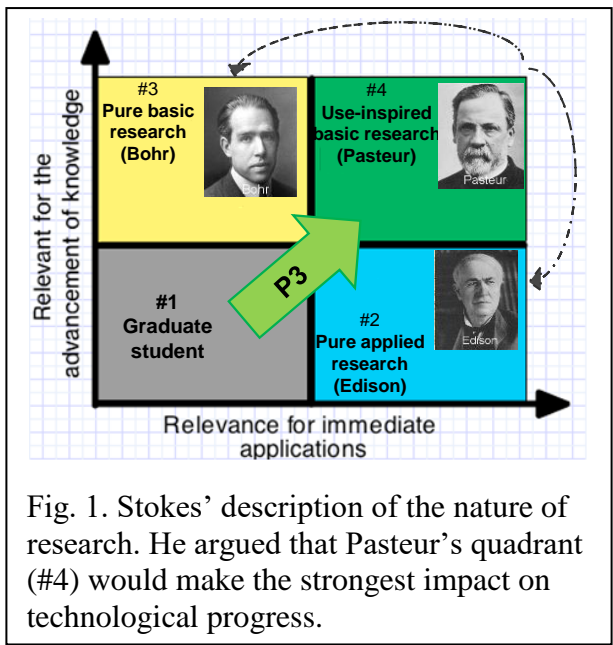 Relevant for the
advancement of knowledge
#3
Pure basic
research
(Bohr)
Bohr
#4
Use-inspired
basic research
(Pasteur)
Pasteur
#1
Graduate
student
P3
#2
Pure applied
research
(Edison)
Edison
Relevance for immediate
applications
Fig. 1. Stokes’ description of the nature of
research. He argued that Pasteur’s quadrant
(#4) would make the strongest impact on
technological progress.